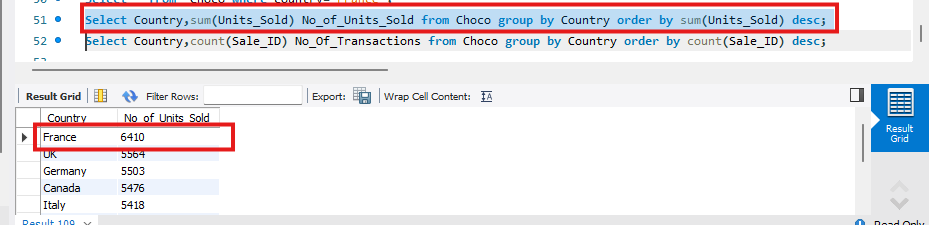 51 Select Country,sum(Units_Sold) No_of_Units_Sold from Choco group by Country order by sum(Units_Sold) desc;
52 Select Country,count(Sale_ID) No_Of_Transactions from Choco group by Country order by count(Sale_ID) desc;
Result Grid Filter Rows: Export: Wrap Cell Content: IA
Country No_of_Units_Sold
France 6410
UK 5564
Germany 5503
Canada 5476
Italy 5418
Result
Grid
Result 109
Read Only